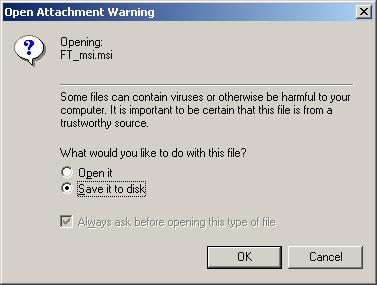 Open Attachment Warning
Opening:
FT_msi.msi
Some files can contain viruses or otherwise be harmful to your
computer. It is important to be certain that this file is from a
trustworthy source.
What would you like to do with this file?
Open it
Save it to disk
Always ask before opening this type of file
OK Cancel